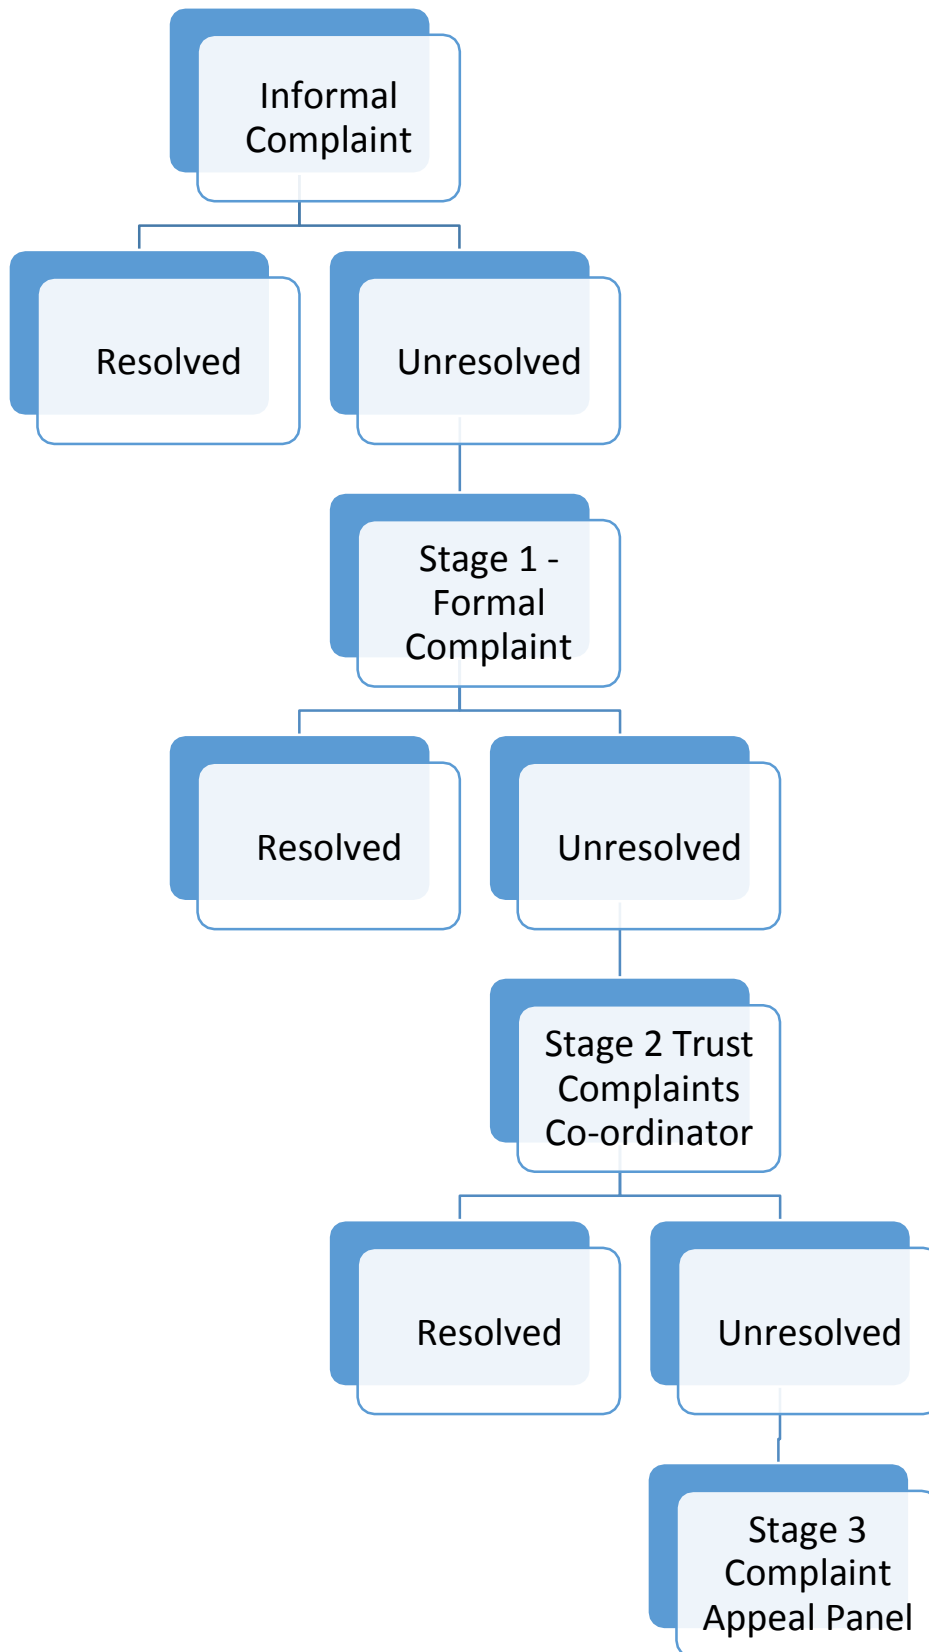 Informal
Complaint
Resolved
Unresolved
Stage 1 -
Formal
Complaint
Resolved
Unresolved
Stage 2 Trust
Complaints
Co-ordinator
Resolved
Unresolved
Stage 3
Complaint
Appeal Panel